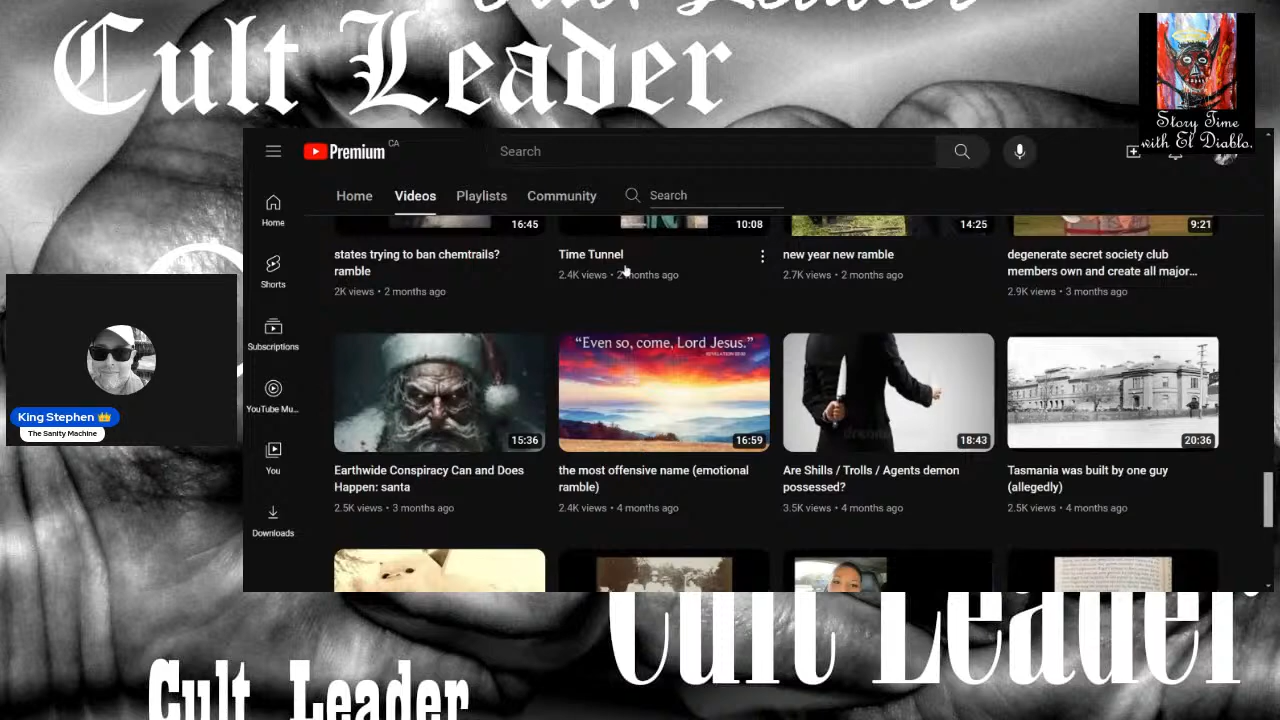 Cult Leader
Cult Leader
Story Time
with El Diablo.
Premium CA
Search
Home Videos Playlists Community Search
Home
Shorts
Subscriptions
YouTube Mu...
You
Downloads
16:45
10:08
14:25
9:21
states trying to ban chemtrails?
ramble
2K views • 2 months ago
Time Tunnel
2.4K views • 2 months ago
new year new ramble
2.7K views • 2 months ago
degenerate secret society club
members own and create all major...
2.9K views • 3 months ago
15:36
Earthwide Conspiracy Can and Does
Happen: santa
2.5K views • 3 months ago
“Even so, come, Lord Jesus.”
16:59
the most offensive name (emotional
ramble)
2.4K views • 4 months ago
18:43
Are Shills / Trolls / Agents demon
possessed?
3.5K views • 4 months ago
20:36
Tasmania was built by one guy
(allegedly)
2.5K views • 4 months ago
King Stephen
The Sanity Machine
Cult Leader
Cult Leader